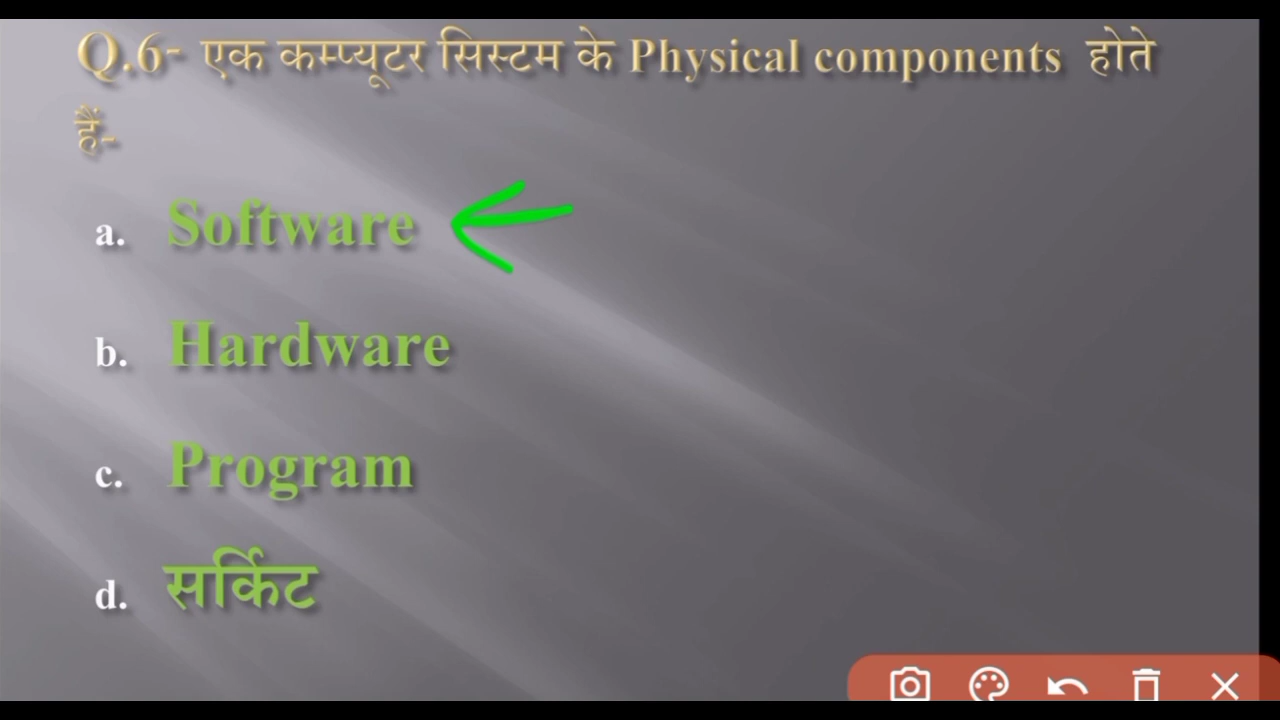 Q.6- एक कम्प्यूटर सिस्टम के Physical components होते
हैं-
a. Software
b. Hardware
c. Program
d. सर्किट